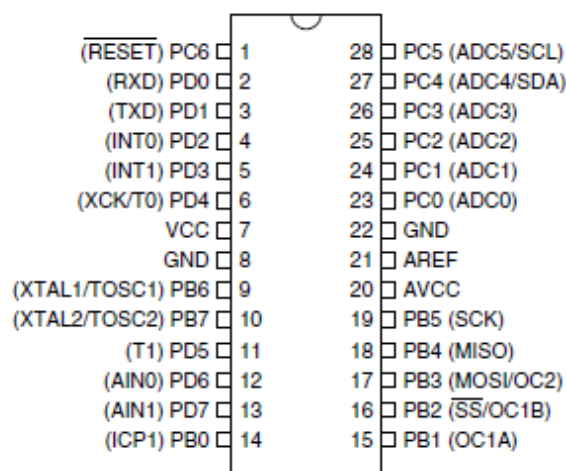 (RESET) PC6 1 28 PC5 (ADC5/SCL)
(RXD) PD0 2 27 PC4 (ADC4/SDA)
(TXD) PD1 3 26 PC3 (ADC3)
(INT0) PD2 4 25 PC2 (ADC2)
(INT1) PD3 5 24 PC1 (ADC1)
(XCK/T0) PD4 6 23 PC0 (ADC0)
VCC 7 22 GND
GND 8 21 AREF
(XTAL1/TOSC1) PB6 9 20 AVCC
(XTAL2/TOSC2) PB7 10 19 PB5 (SCK)
(T1) PD5 11 18 PB4 (MISO)
(AIN0) PD6 12 17 PB3 (MOSI/OC2)
(AIN1) PD7 13 16 PB2 (SS/OC1B)
(ICP1) PB0 14 15 PB1 (OC1A)